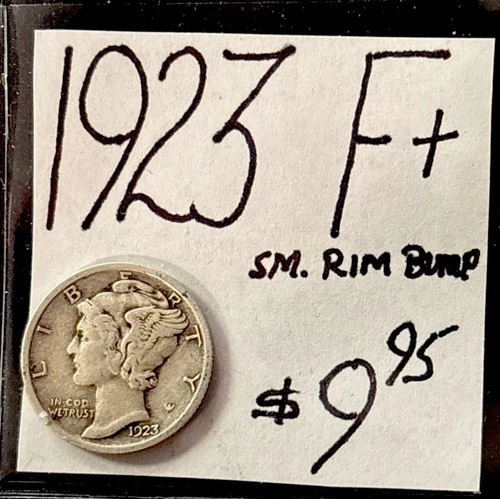 1923 F+
SM. RIM BUMP
$9.95
LIBERTY
IN GOD
WE TRUST
1923